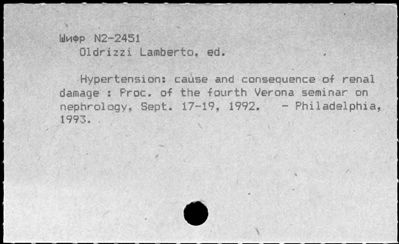 Шифр N2-2451
Oldrizzi Lamberto, ed.
Hypertension: cause and consequence of renal
damage : Proc. of the fourth Verona seminar on
nephrology, Sept. 17-19, 1992. - Philadelphia,
1993.